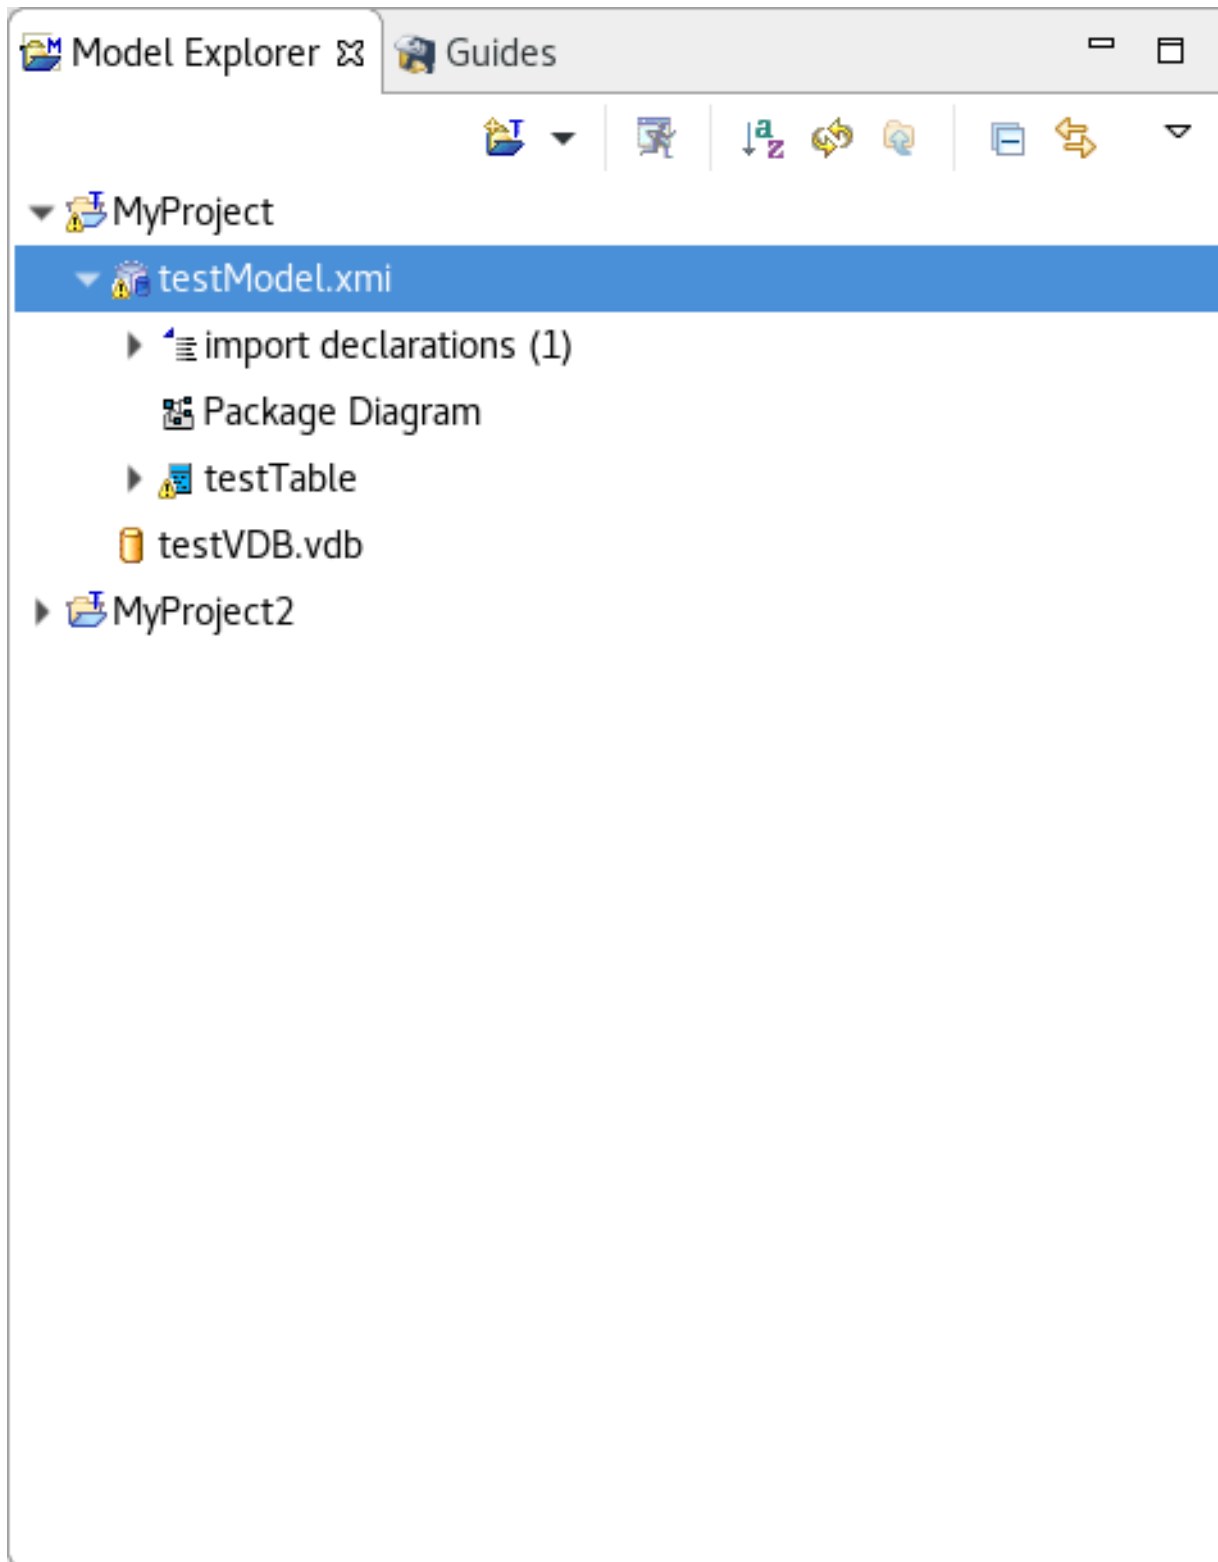 Model Explorer Guides
MyProject
testModel.xmi
import declarations (1)
Package Diagram
testTable
testVDB.vdb
MyProject2